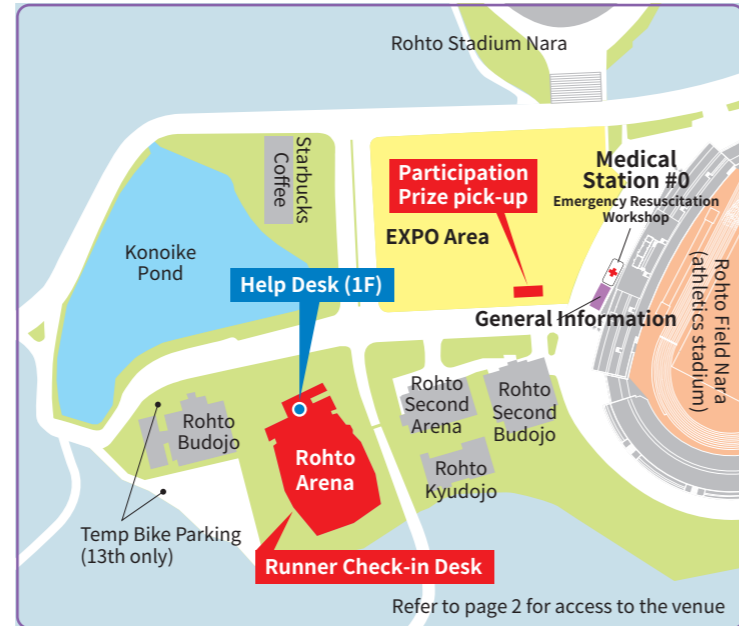 Rohto Stadium Nara
Starbucks
Coffee
Participation
Prize pick-up
EXPO Area
Medical
Station #0
Emergency Resuscitation
Workshop
Konoike
Pond
Help Desk (1F)
General Information
Rohto Field Nara
(athletics stadium)
Rohto
Budojo
Rohto
Arena
Rohto
Second
Arena
Rohto
Second
Budojo
Rohto
Kyudojo
Temp Bike Parking
(13th only)
Runner Check-in Desk
Refer to page 2 for access to the venue